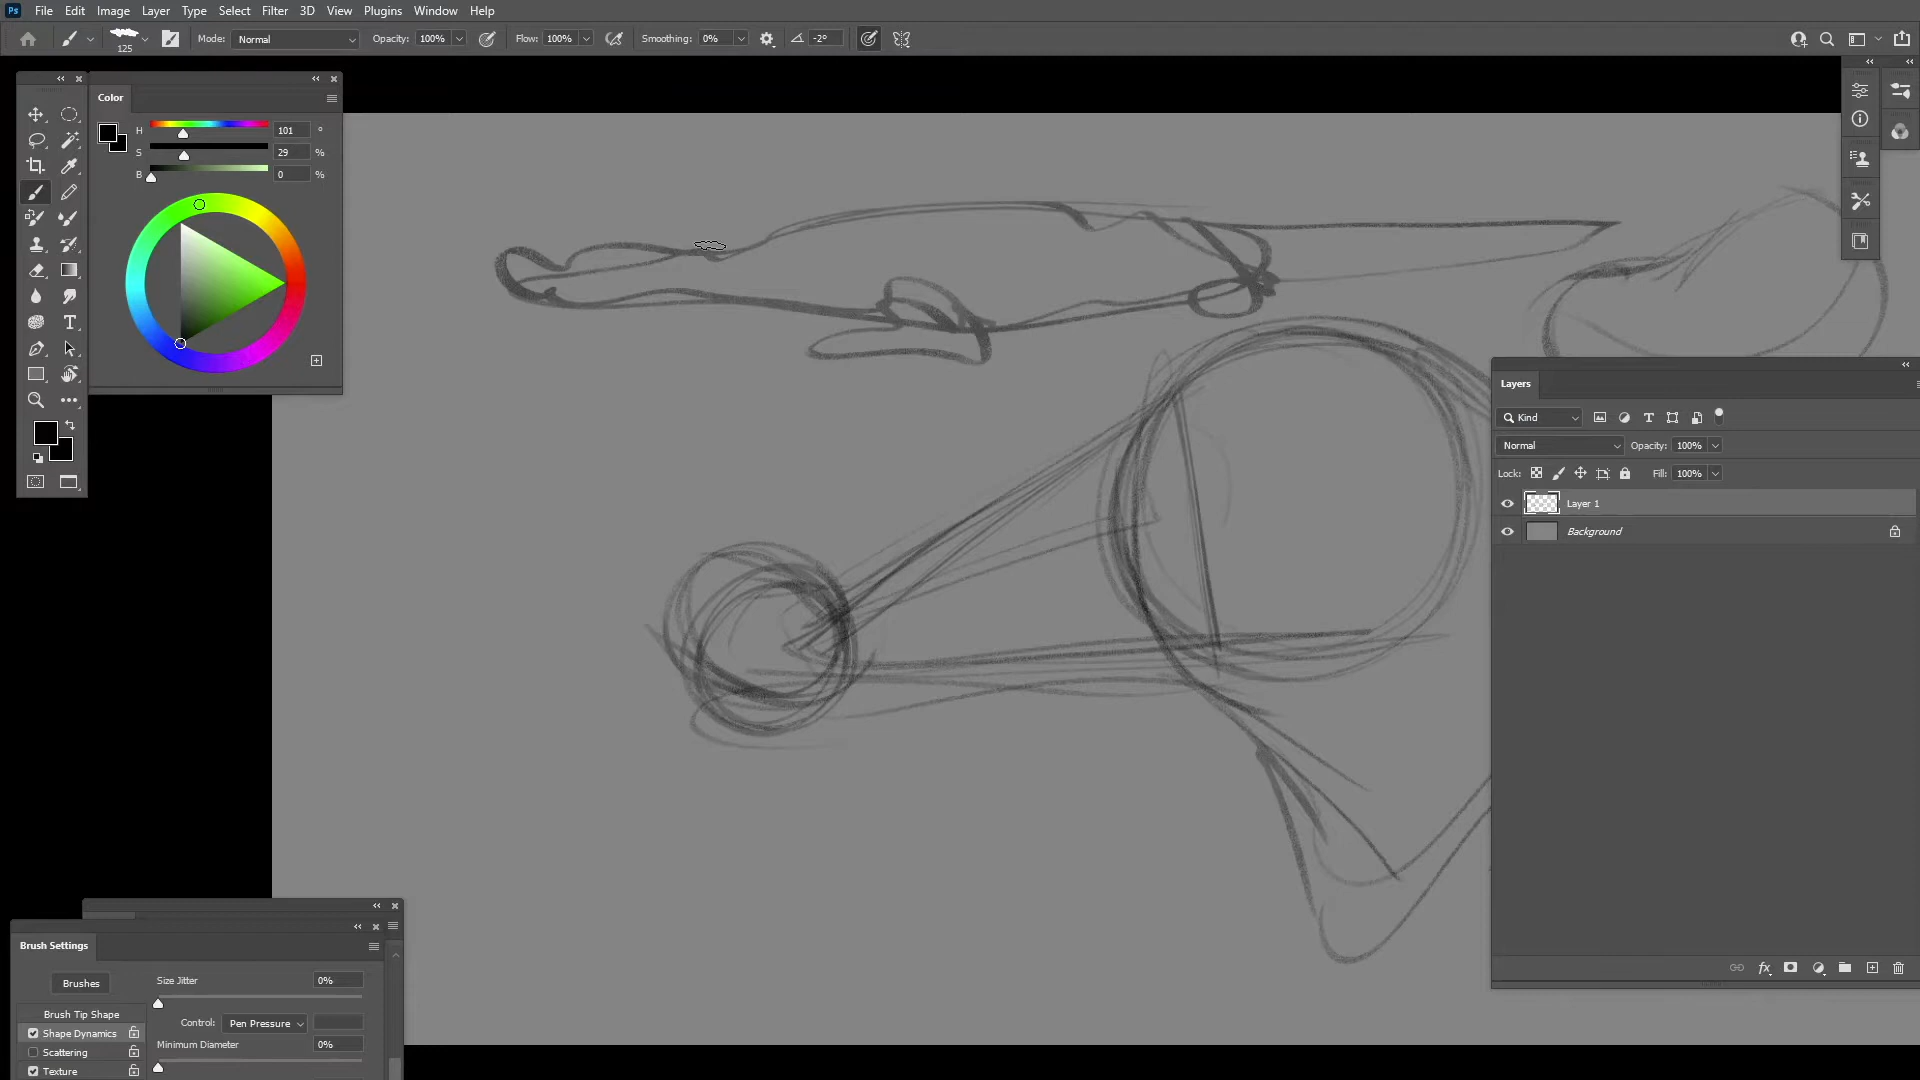 Ps File Edit Image Layer Type Select Filter 3D View Plugins Window Help
125 Mode: Normal Opacity: 100% Flow: 100% Smoothing: 0% -2°
Color
H 101 °
S 29 %
B 0 %
Layers
Kind
Normal Opacity: 100%
Lock: Fill: 100%
Layer 1
Background
Brush Settings
Brushes
Size Jitter 0%
Brush Tip Shape
Control: Pen Pressure
Shape Dynamics
Minimum Diameter 0%
Scattering
Texture